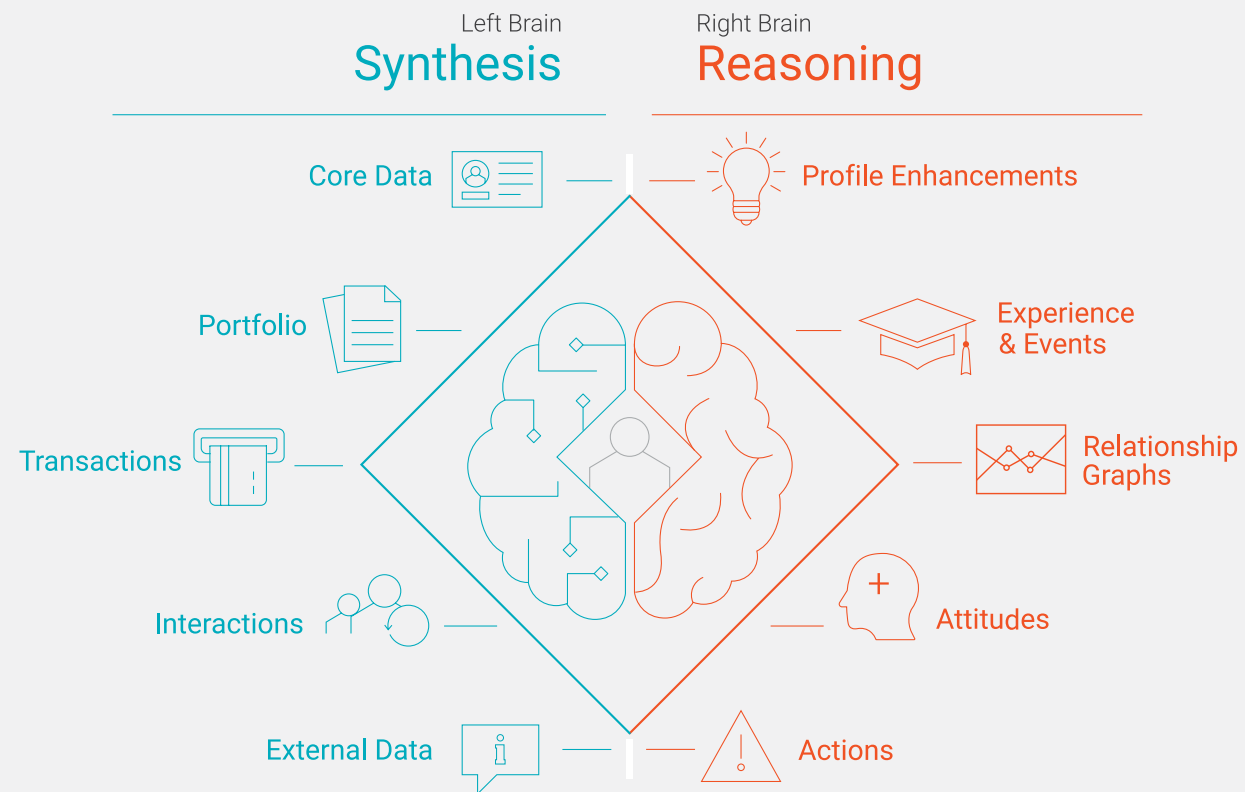 Left Brain
Synthesis
Right Brain
Reasoning
Core Data
Portfolio
Transactions
Interactions
External Data
Profile Enhancements
Experience
& Events
Relationship
Graphs
Attitudes
Actions